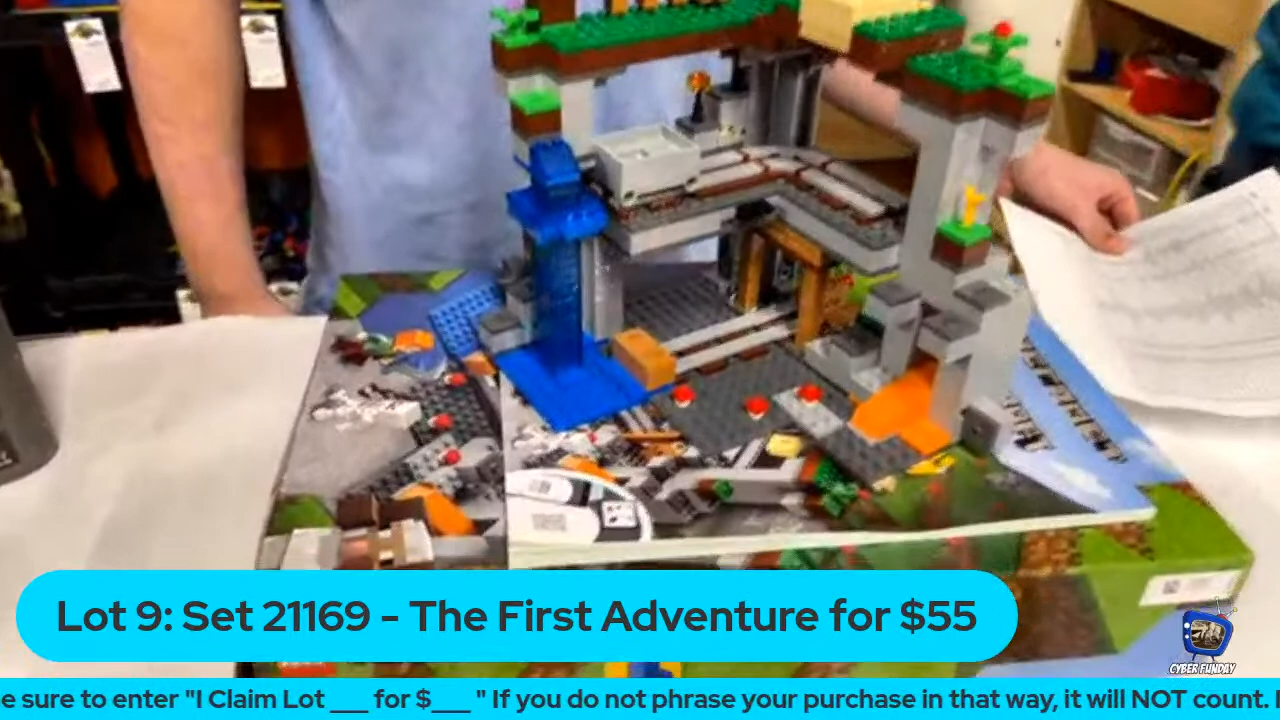 Lot 9: Set 21169 - The First Adventure for $55
CYBER FUNDAY
e sure to enter "I Claim Lot ___ for $___ " If you do not phrase your purchase in that way, it will NOT count.